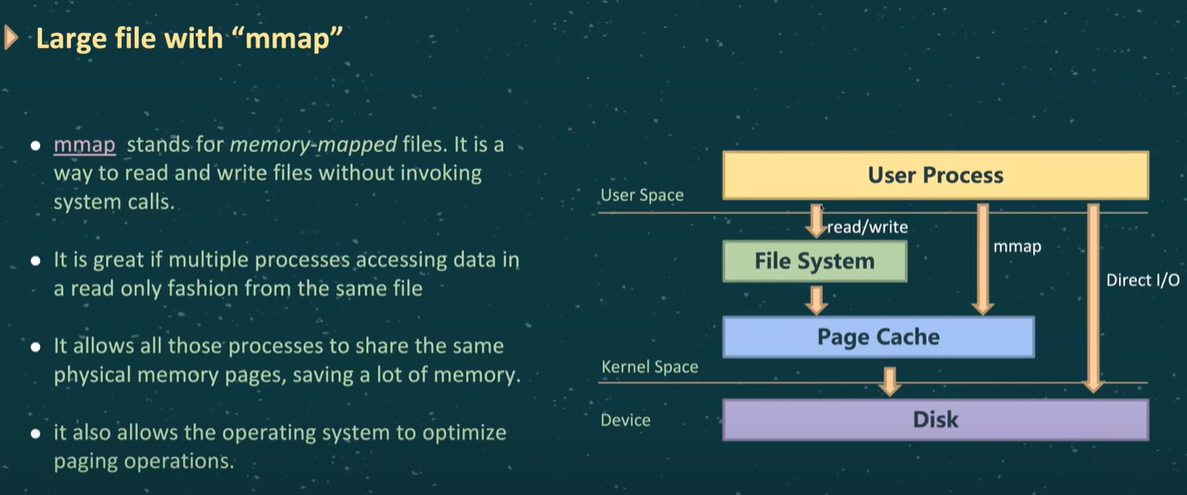 Large file with “mmap”
mmap stands for memory-mapped files. It is a
way to read and write files without invoking
system calls.
It is great if multiple processes accessing data in
a read only fashion from the same file
It allows all those processes to share the same
physical memory pages, saving a lot of memory.
it also allows the operating system to optimize
paging operations.
User Process
User Space
read/write
mmap
File System
Direct I/O
Page Cache
Kernel Space
Device
Disk